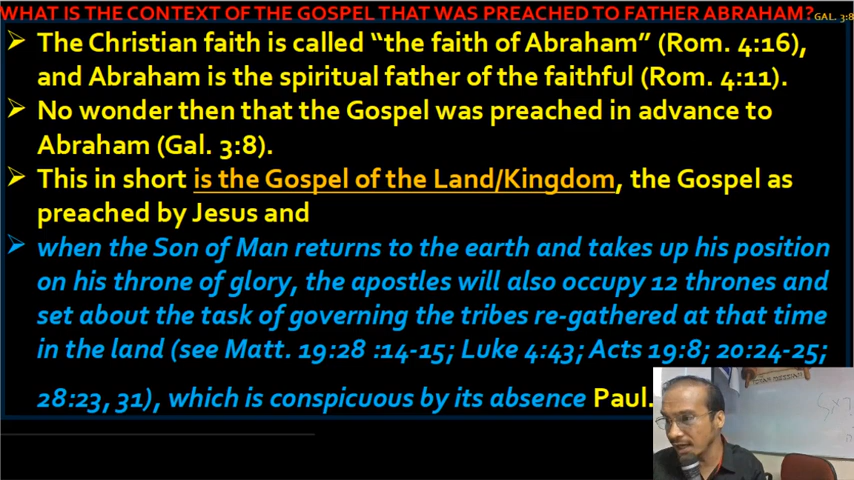 WHAT IS THE CONTEXT OF THE GOSPEL THAT WAS PREACHED TO FATHER ABRAHAM? GAL. 3:8
The Christian faith is called “the faith of Abraham” (Rom. 4:16),
and Abraham is the spiritual father of the faithful (Rom. 4:11).
No wonder then that the Gospel was preached in advance to
Abraham (Gal. 3:8).
This in short is the Gospel of the Land/Kingdom, the Gospel as
preached by Jesus and
when the Son of Man returns to the earth and takes up his position
on his throne of glory, the apostles will also occupy 12 thrones and
set about the task of governing the tribes re-gathered at that time
in the land (see Matt. 19:28 :14-15; Luke 4:43; Acts 19:8; 20:24-25;
28:23, 31), which is conspicuous by its absence Paul.